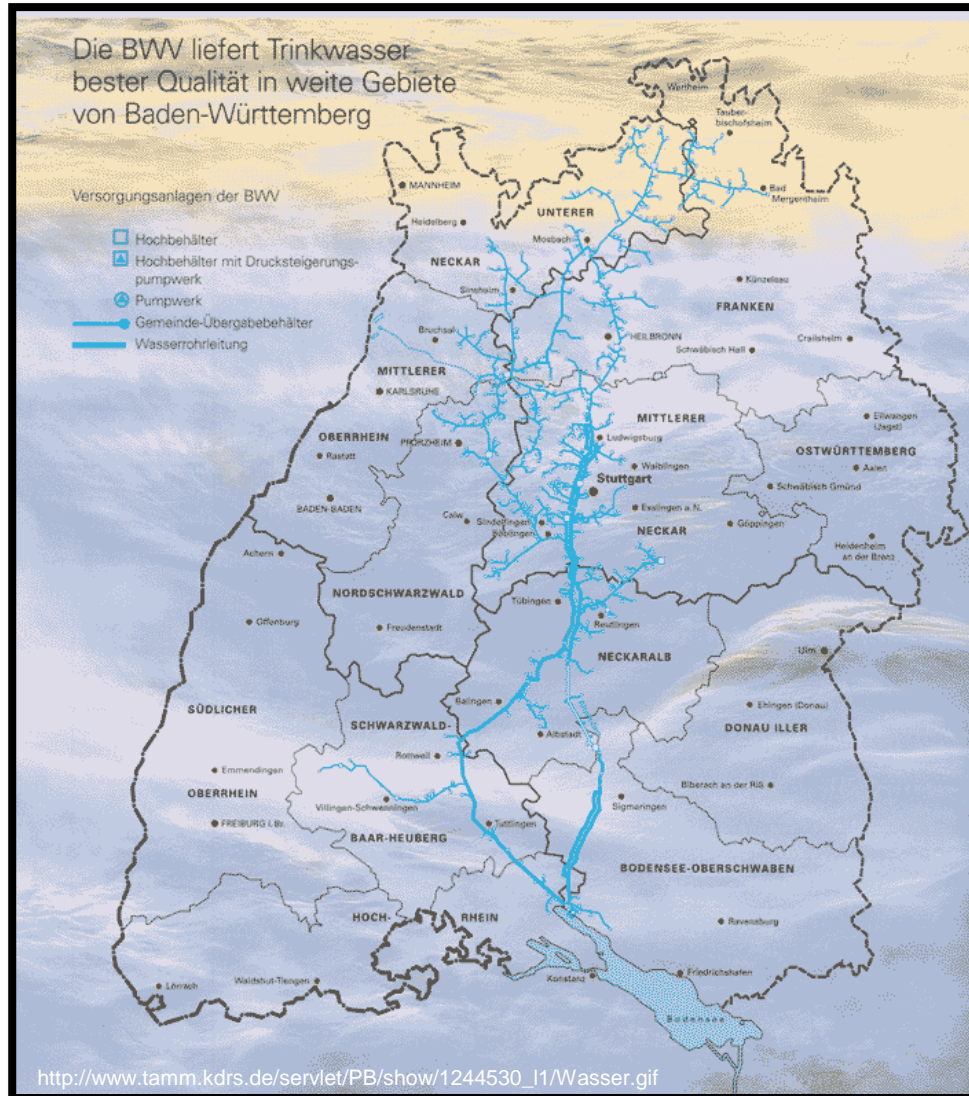 Die BWV liefert Trinkwasser
bester Qualität in weite Gebiete
von Baden-Württemberg
Versorgungsanlagen der BWV
Hochbehälter
Hochbehälter mit Drucksteigerungs-
pumpwerk
Pumpwerk
Gemeinde-Übergabebehälter
Wasserrohrleitung
Wertheim
Tauber-
bischofsheim
MANNHEIM
Bad
Mergentheim
UNTERER
Heidelberg
Mosbach
NECKAR
Künzelsau
Sinsheim
FRANKEN
Bruchsal
HEILBRONN
Crailsheim
Schwäbisch Hall
MITTLERER
KARLSRUHE
MITTLERER
Ellwangen
(Jagst)
OBERRHEIN
PFORZHEIM
Ludwigsburg
OSTWÜRTTEMBERG
Rastatt
Waiblingen
Aalen
Stuttgart
Schwäbisch Gmünd
BADEN-BADEN
Esslingen a. N.
Calw
Sindelfingen
Böblingen
NECKAR
Göppingen
Heidenheim
an der Brenz
Achern
NORDSCHWARZWALD
Tübingen
Reutlingen
Offenburg
Freudenstadt
NECKARALB
Ulm
SÜDLICHER
Balingen
Ehingen (Donau)
SCHWARZWALD-
Albstadt
DONAU ILLER
Rottweil
Emmendingen
OBERRHEIN
Biberach an der Riß
Villingen-Schwenningen
Sigmaringen
FREIBURG i. Br.
Tuttlingen
BAAR-HEUBERG
BODENSEE-OBERSCHWABEN
HOCH-
RHEIN
Ravensburg
Waldshut-Tiengen
Konstanz
Friedrichshafen
Lörrach
Bodensee
http://www.tamm.kdrs.de/servlet/PB/show/1244530_l1/Wasser.gif